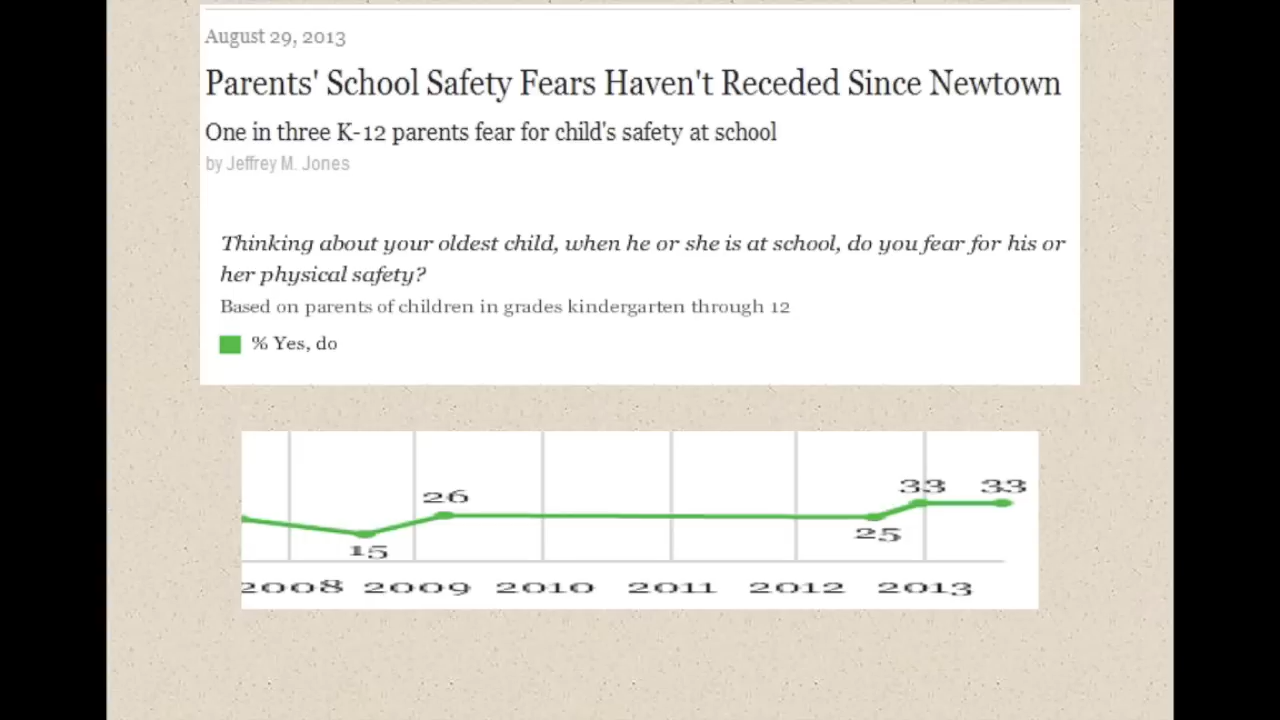 August 29, 2013
Parents' School Safety Fears Haven't Receded Since Newtown
One in three K-12 parents fear for child's safety at school
by Jeffrey M. Jones
Thinking about your oldest child, when he or she is at school, do you fear for his or
her physical safety?
Based on parents of children in grades kindergarten through 12
% Yes, do
26 33 33
15 25
2008 2009 2010 2011 2012 2013